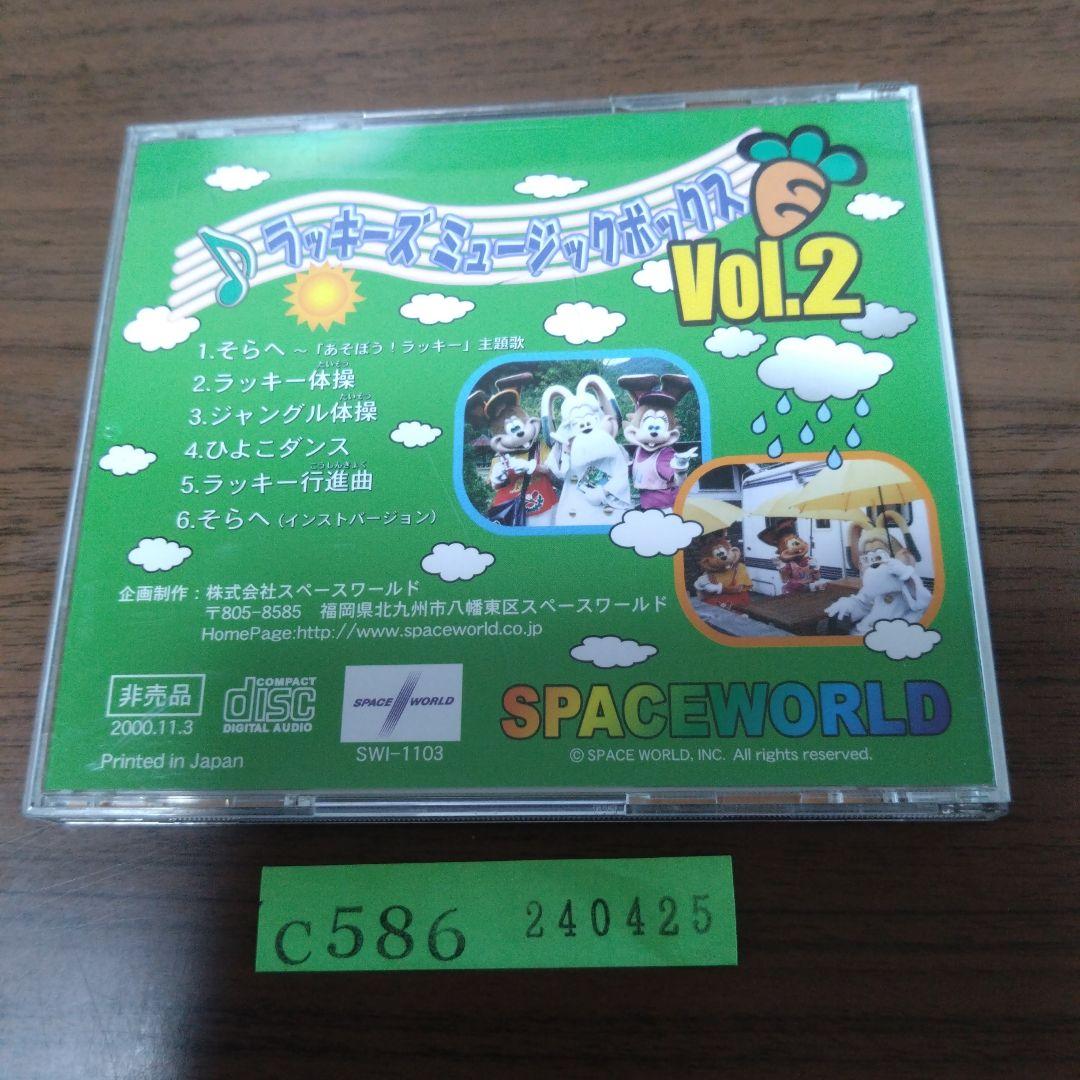 ラッキーズ ミュージックボックス
Vol.2
1.そらへ ～「あそぼう！ラッキー」主題歌
たいそう
2.ラッキー体操
たいそう
3.ジャングル体操
4.ひよこダンス
こうしんきょく
5.ラッキー行進曲
6.そらへ（インストバージョン）
企画制作：株式会社スペースワールド
〒805-8585　福岡県北九州市八幡東区スペースワールド
HomePage:http://www.spaceworld.co.jp
非売品
2000.11.3
Printed in Japan
COMPACT
disc
DIGITAL AUDIO
SPACE WORLD
SWI-1103
SPACEWORLD
© SPACE WORLD, INC. All rights reserved.
C586 240425